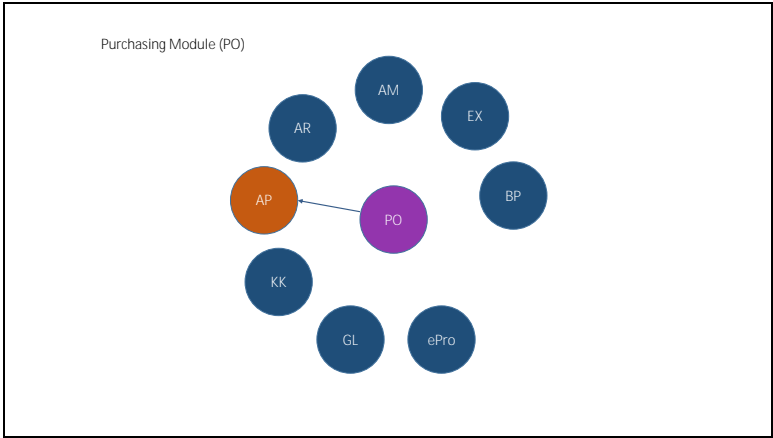 Purchasing Module (PO)
AM
EX
AR
BP
AP
PO
KK
GL
ePro